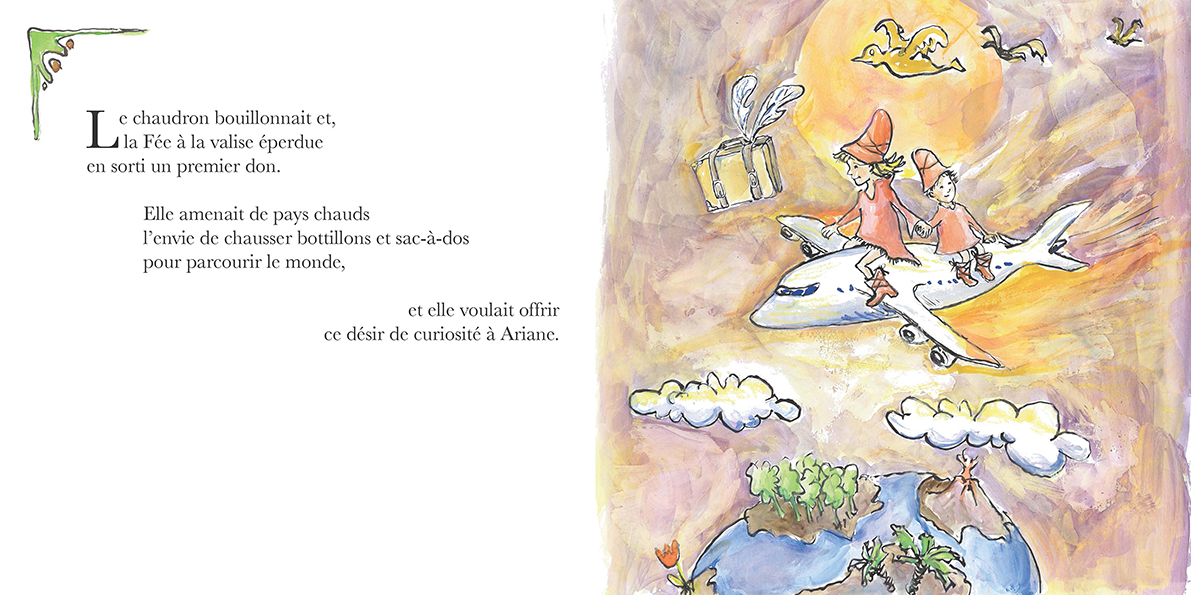 Le chaudron bouillonnait et,
la Fée à la valise éperdue
en sorti un premier don.
Elle amenait de pays chauds
l’envie de chausser bottillons et sac-à-dos
pour parcourir le monde,
et elle voulait offrir
ce désir de curiosité à Ariane.